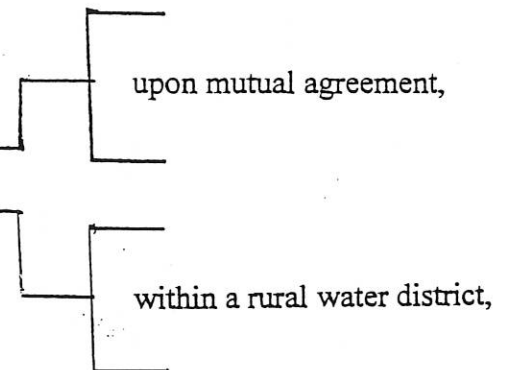 upon mutual agreement,
within a rural water district,